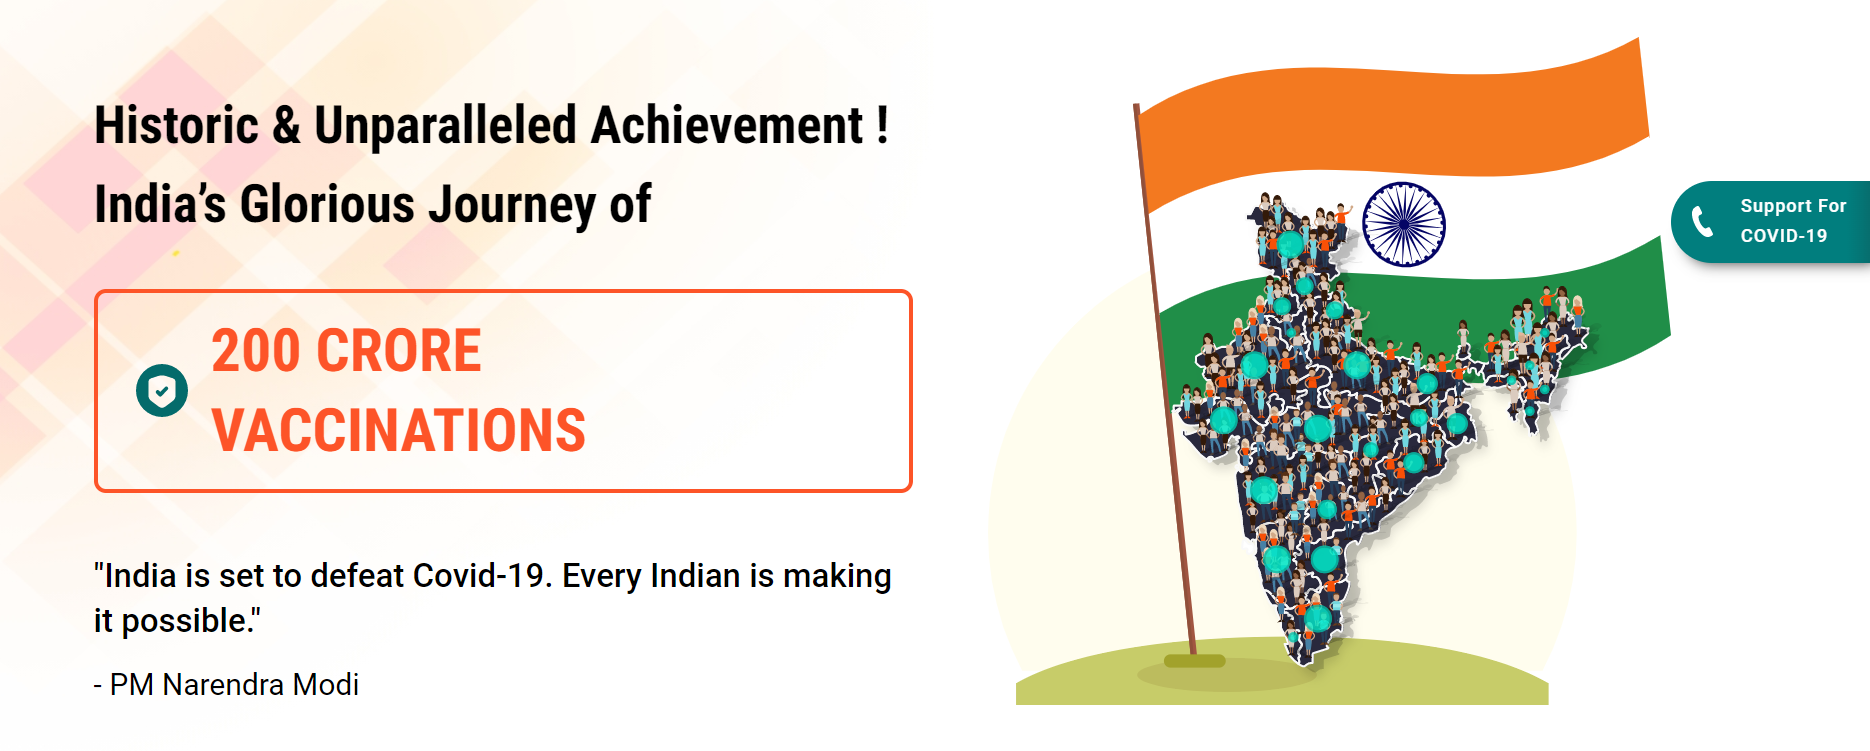 Historic & Unparalleled Achievement !
India’s Glorious Journey of
200 CRORE
VACCINATIONS
"India is set to defeat Covid-19. Every Indian is making
it possible."
- PM Narendra Modi
Support For
COVID-19